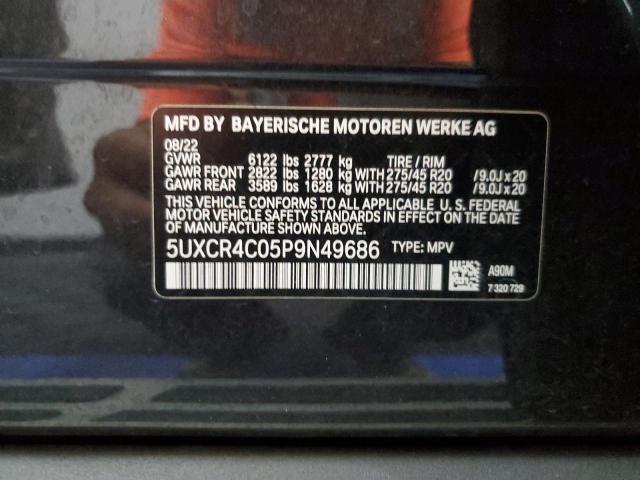 MFD BY BAYERISCHE MOTOREN WERKE AG
08/22
GVWR 6122 lbs 2777 kg TIRE / RIM
GAWR FRONT 2822 lbs 1280 kg WITH 275/45 R20 /9.0J x 20
GAWR REAR 3589 lbs 1628 kg WITH 275/45 R20 /9.0J x 20
THIS VEHICLE CONFORMS TO ALL APPLICABLE U. S. FEDERAL
MOTOR VEHICLE SAFETY STANDARDS IN EFFECT ON THE DATE
OF MANUFACTURE SHOWN ABOVE.
5UXCR4C05P9N49686 TYPE: MPV
A90M
7 320 729